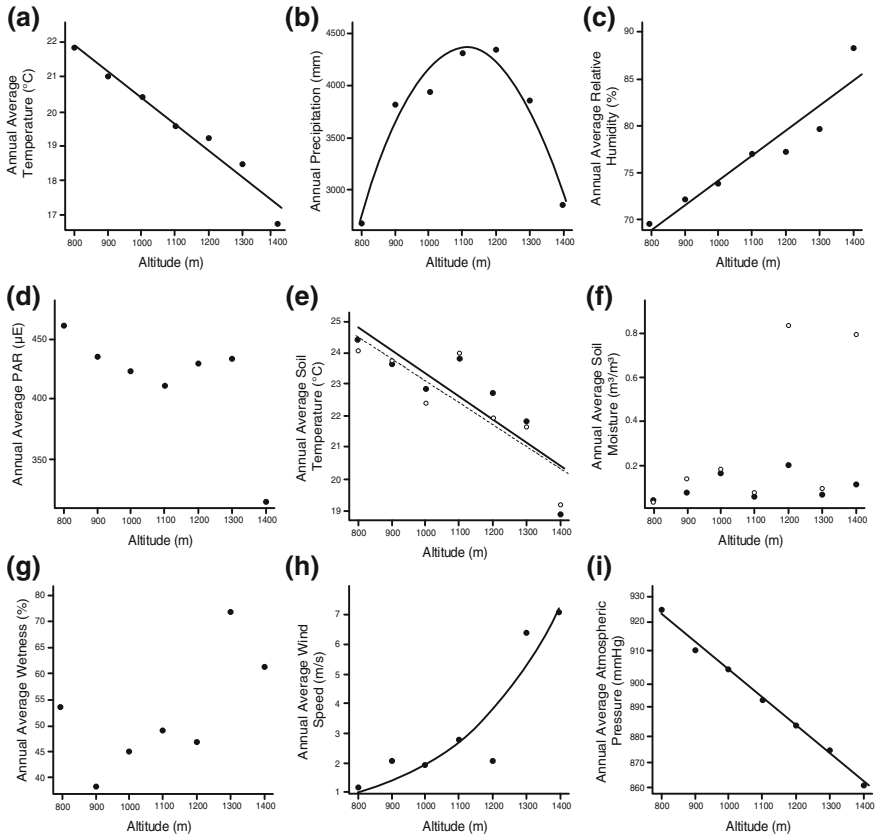 (a)
Annual Average
Temperature (°C)
22
21
20
19
18
17
800 900 1000 1100 1200 1300 1400
Altitude (m)
(b)
Annual Precipitation (mm)
4500
4000
3000
800 900 1000 1100 1200 1300 1400
Altitude (m)
(c)
Annual Average Relative
Humidity (%)
90
85
80
75
70
800 900 1000 1100 1200 1300 1400
Altitude (m)
(d)
Annual Average PAR (µE)
450
400
350
800 900 1000 1100 1200 1300 1400
Altitude (m)
(e)
Annual Average Soil
Temperature (°C)
25
24
23
22
21
20
19
800 900 1000 1100 1200 1300 1400
Altitude (m)
(f)
Annual Average Soil
Moisture (m³/m³)
0.8
0.6
0.4
0.2
800 900 1000 1100 1200 1300 1400
Altitude (m)
(g)
Annual Average Wetness (%)
80
75
70
65
60
55
50
45
40
800 900 1000 1100 1200 1300 1400
Altitude (m)
(h)
Annual Average Wind
Speed (m/s)
7
6
5
4
3
2
1
800 900 1000 1100 1200 1300 1400
Altitude (m)
(i)
Annual Average Atmospheric
Pressure (mmHg)
930
920
910
900
890
880
870
860
800 900 1000 1100 1200 1300 1400
Altitude (m)